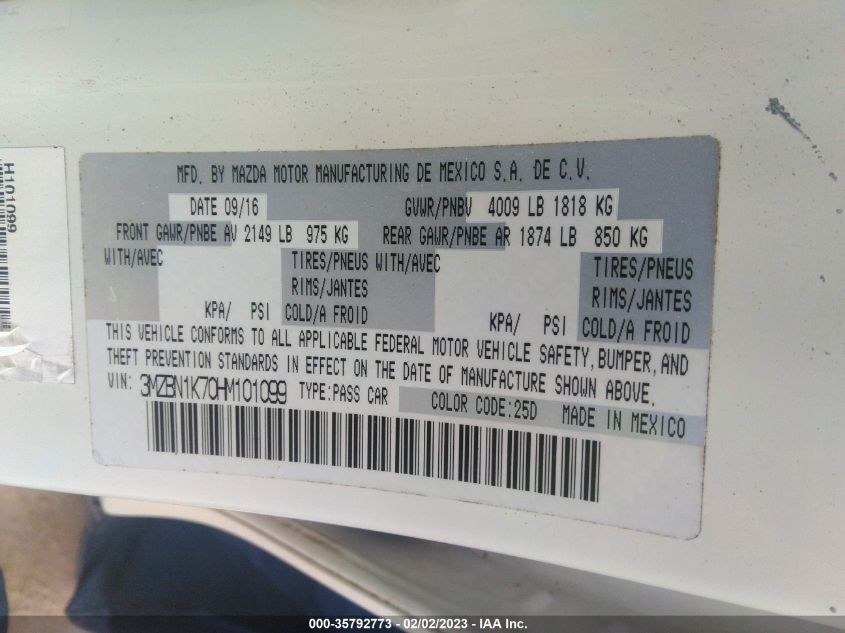 H101099
MFD. BY MAZDA MOTOR MANUFACTURING DE MEXICO S.A. DE C.V.
DATE 09/16 GVWR/PNBV 4009 LB 1818 KG
FRONT GAWR/PNBE AV 2149 LB 975 KG REAR GAWR/PNBE AR 1874 LB 850 KG
WITH/AVEC TIRES/PNEUS WITH/AVEC TIRES/PNEUS
RIMS/JANTES RIMS/JANTES
KPA/ PSI COLD/A FROID KPA/ PSI COLD/A FROID
THIS VEHICLE CONFORMS TO ALL APPLICABLE FEDERAL MOTOR VEHICLE SAFETY, BUMPER, AND
THEFT PREVENTION STANDARDS IN EFFECT ON THE DATE OF MANUFACTURE SHOWN ABOVE.
VIN: 3MZBN1K70HM101099 TYPE:PASS CAR COLOR CODE:25D MADE IN MEXICO
000-35792773 - 02/02/2023 - IAA Inc.